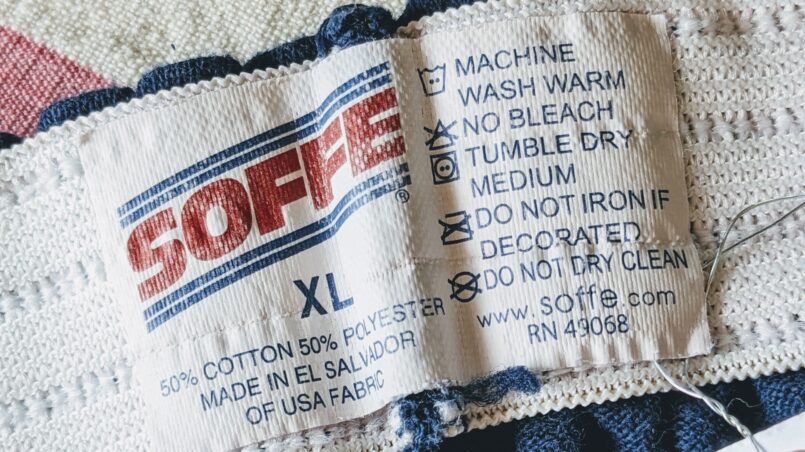 SOFFE
®
XL
50% COTTON 50% POLYESTER
MADE IN EL SALVADOR
OF USA FABRIC
MACHINE
WASH WARM
NO BLEACH
TUMBLE DRY
MEDIUM
DO NOT IRON IF
DECORATED
DO NOT DRY CLEAN
www.soffe.com
RN 49068